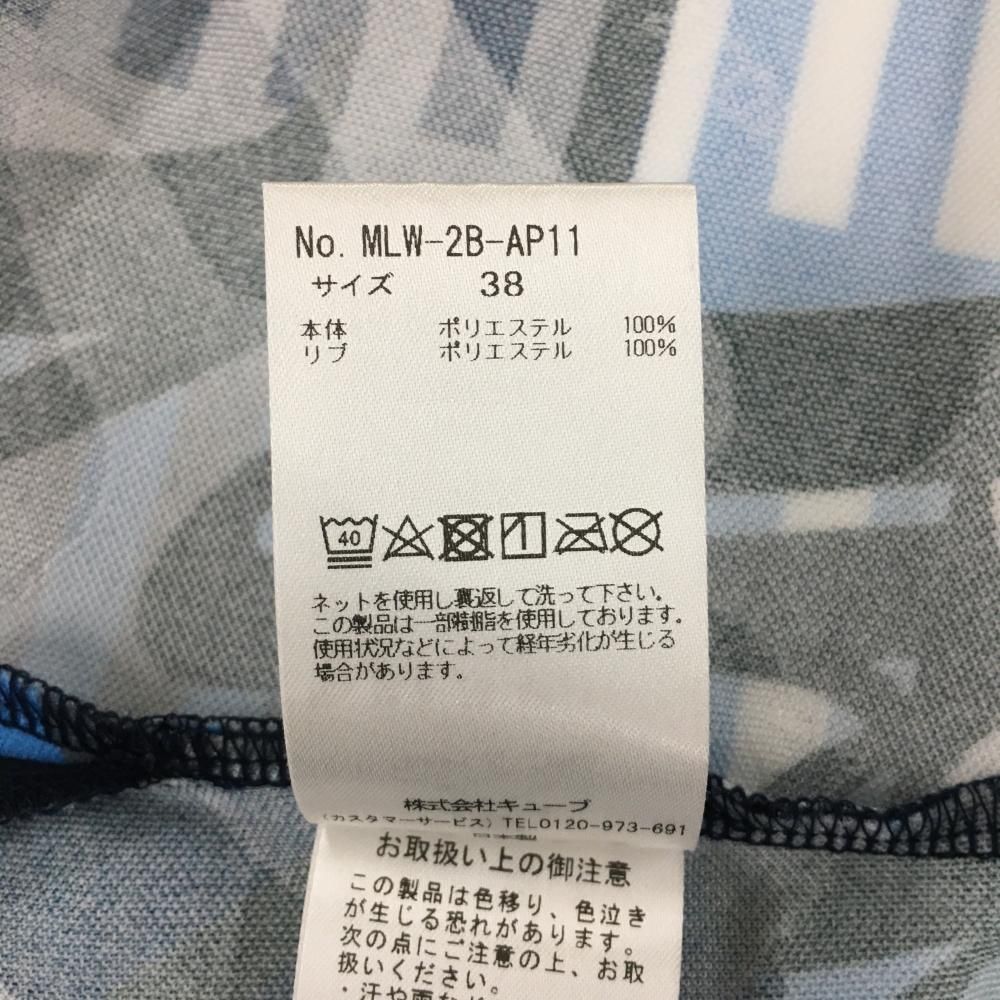 No. MLW-2B-AP11
サイズ 38
本体 ポリエステル 100%
リブ ポリエステル 100%
40
ネットを使用し裏返して洗って下さい。
この製品は一部樹脂を使用しております。
使用状況などによって経年劣化が生じる
場合があります。
株式会社キューブ
(カスタマーサービス) TEL0120-973-691
お取扱い上の御注意
この製品は色移り、色泣き
が生じる恐れがあります。
次の点にご注意の上、お取
扱いください。
・汗や雨など